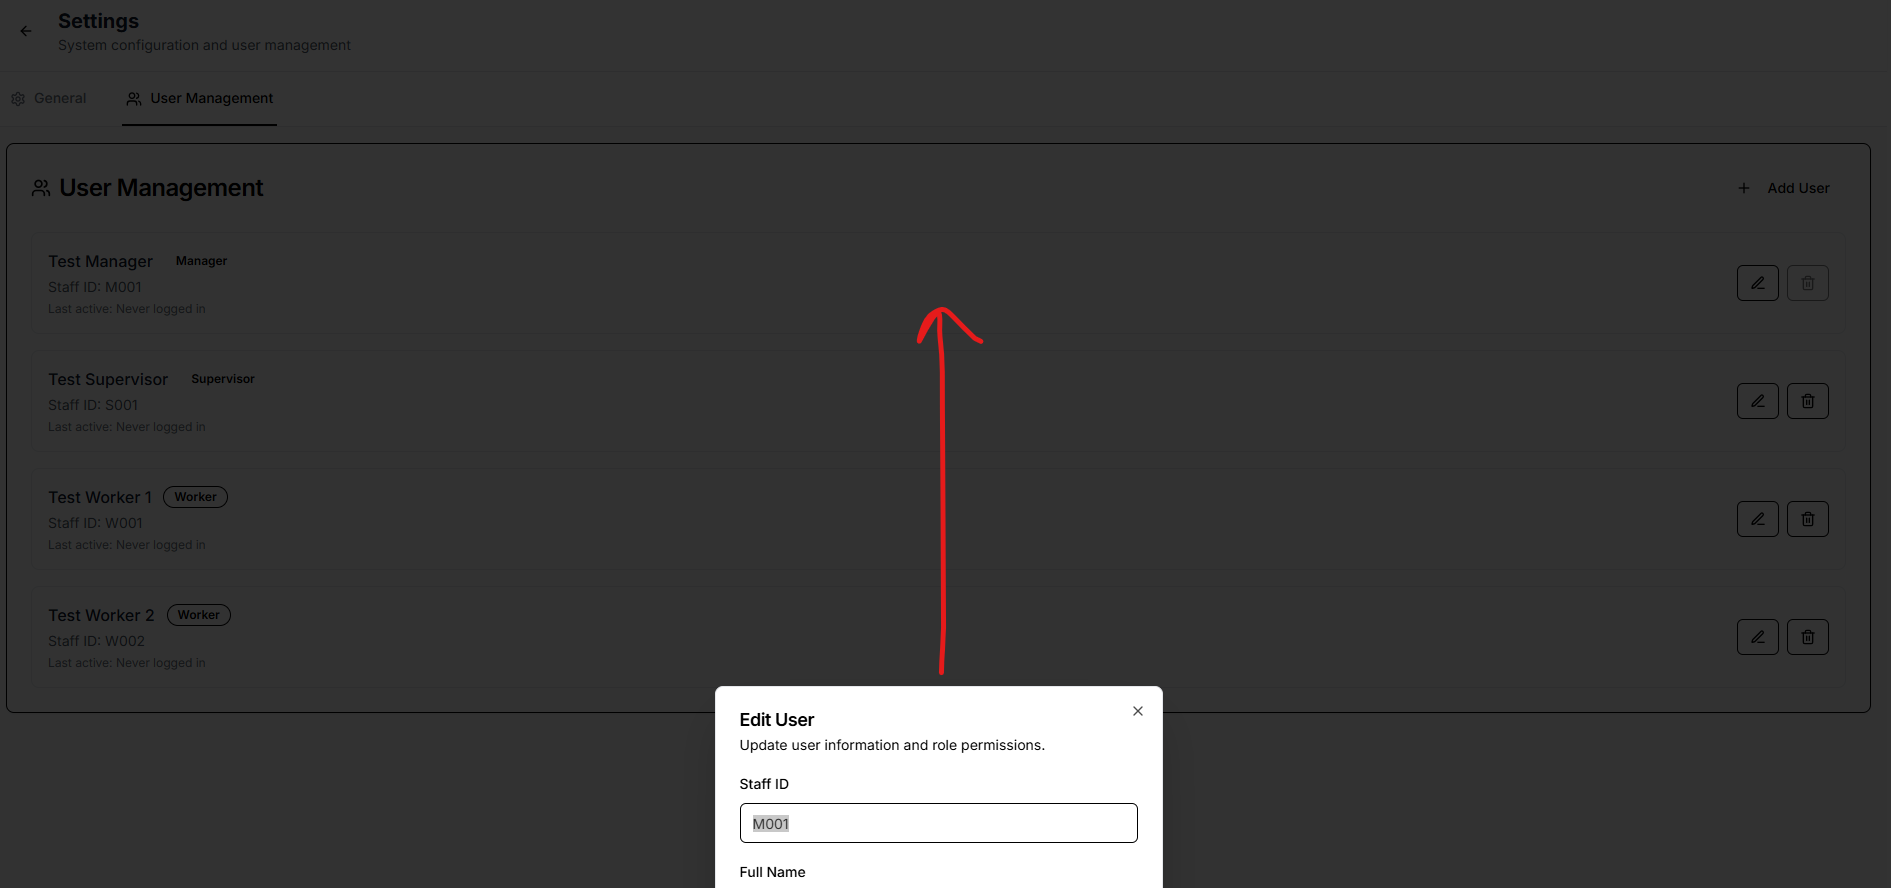 Settings
System configuration and user management
General
User Management
User Management
Add User
Test Manager Manager
Staff ID: M001
Last active: Never logged in
Test Supervisor Supervisor
Staff ID: S001
Last active: Never logged in
Test Worker 1 Worker
Staff ID: W001
Last active: Never logged in
Test Worker 2 Worker
Staff ID: W002
Last active: Never logged in
Edit User
Update user information and role permissions.
Staff ID
M001
Full Name